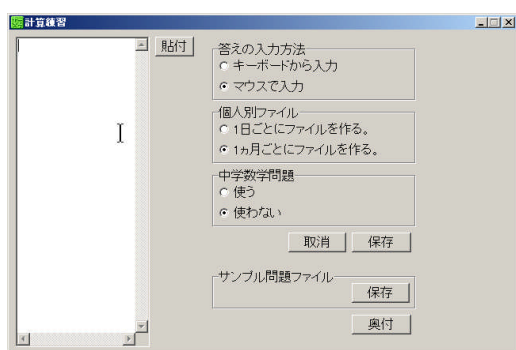 計算練習
貼付
答えの入力方法
キーボードから入力
マウスで入力
個人別ファイル
1日ごとにファイルを作る。
1ヵ月ごとにファイルを作る。
中学数学問題
使う
使わない
取消
保存
サンプル問題ファイル
保存
奥付